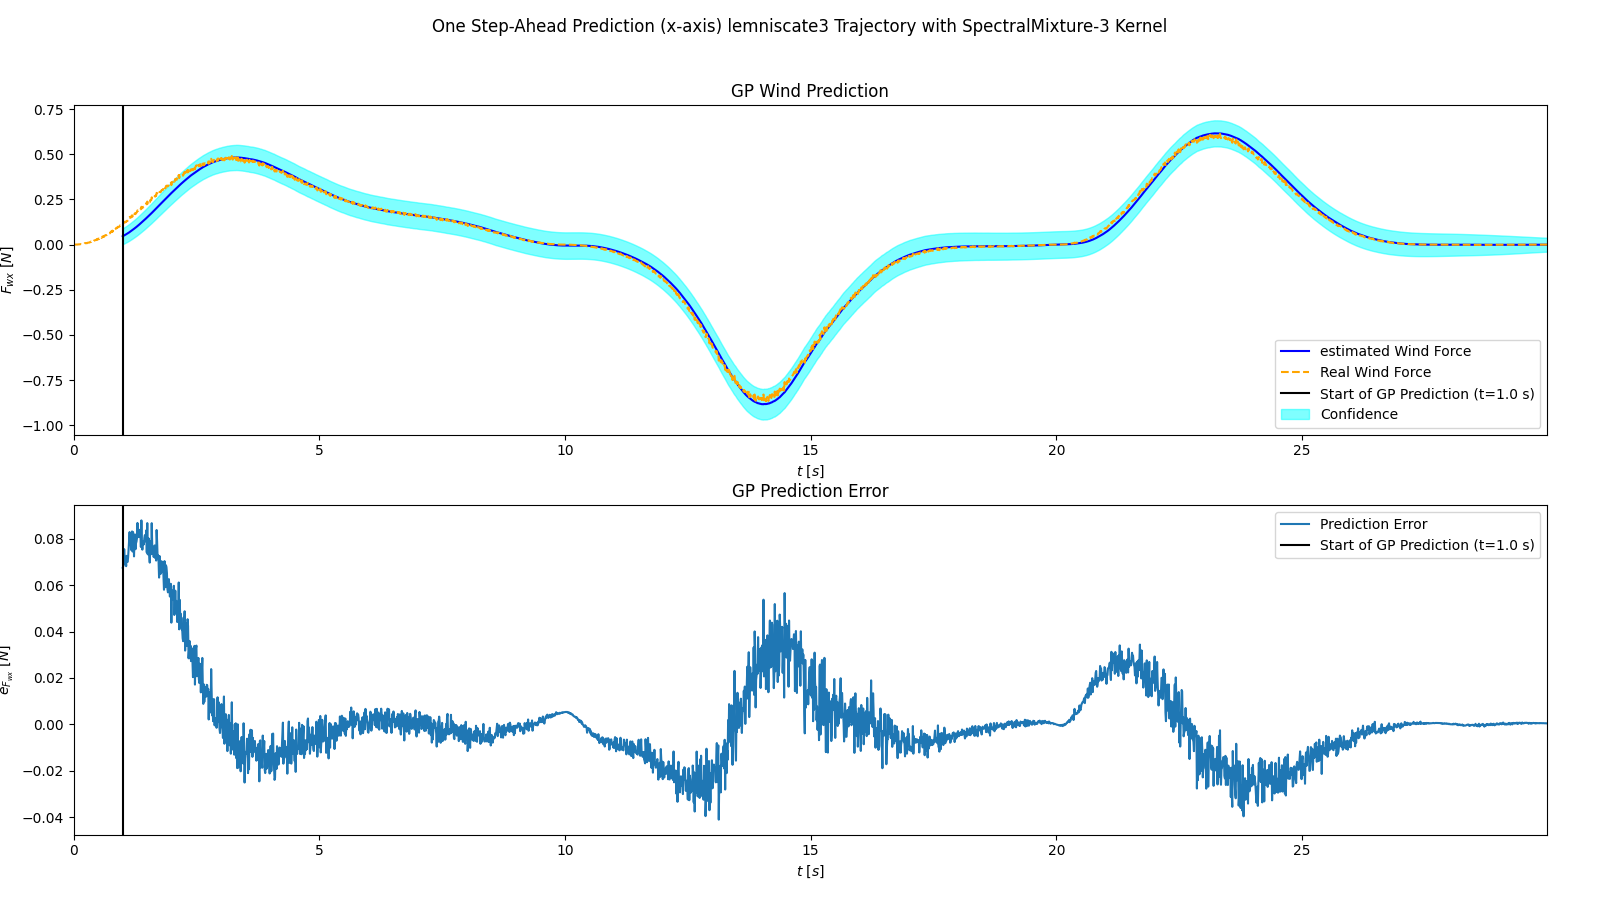 One Step-Ahead Prediction (x-axis) lemniscate3 Trajectory with SpectralMixture-3 Kernel
GP Wind Prediction
0.75
0.50
0.25
0.00
−0.25
−0.50
−0.75
−1.00
F_wx [N]
estimated Wind Force
Real Wind Force
Start of GP Prediction (t=1.0 s)
Confidence
0 5 10 15 20 25
t [s]
GP Prediction Error
0.08
0.06
0.04
0.02
0.00
−0.02
−0.04
e_F_wx [N]
Prediction Error
Start of GP Prediction (t=1.0 s)
0 5 10 15 20 25
t [s]